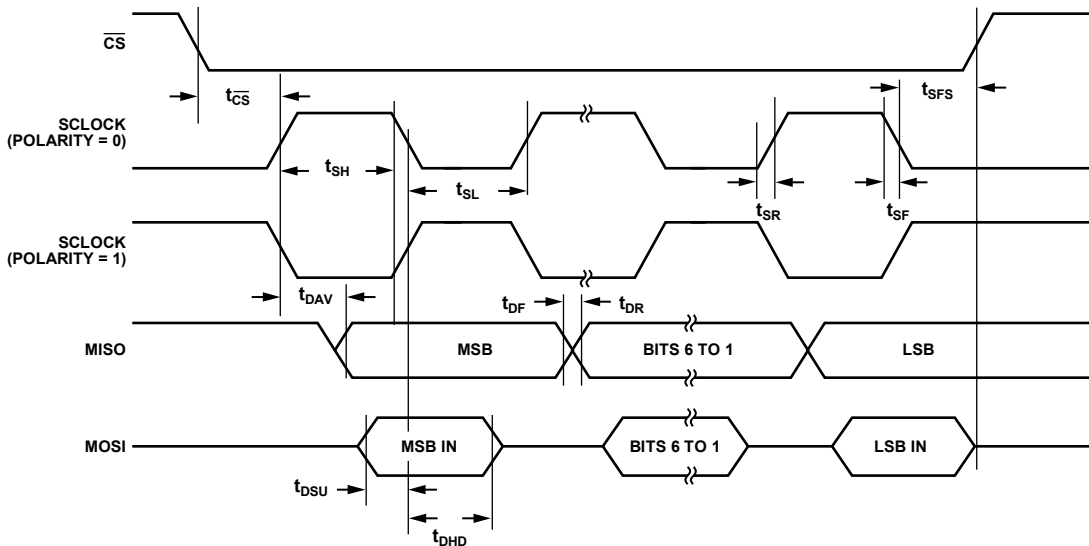 CS
tCS
tSFS
SCLOCK
(POLARITY = 0)
tSH
tSL
tSR
tSF
SCLOCK
(POLARITY = 1)
tDAV
tDF
tDR
MISO
MSB
BITS 6 TO 1
LSB
MOSI
MSB IN
BITS 6 TO 1
LSB IN
tDSU
tDHD